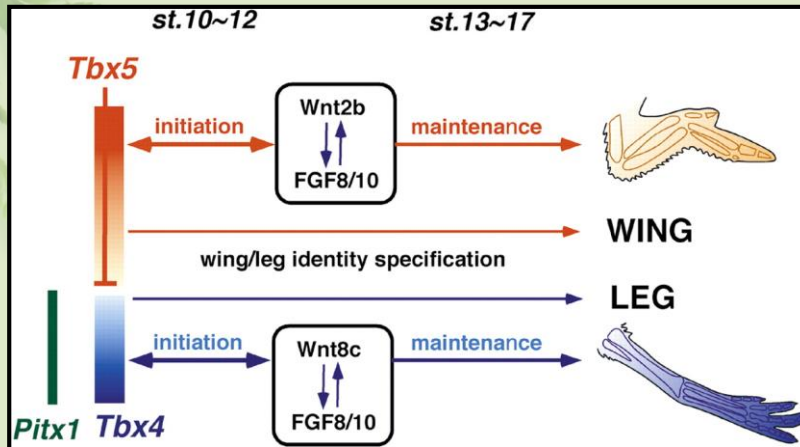 st.10~12
st.13~17
Tbx5
initiation
Wnt2b
FGF8/10
maintenance
WING
wing/leg identity specification
LEG
initiation
Wnt8c
FGF8/10
maintenance
Pitx1
Tbx4